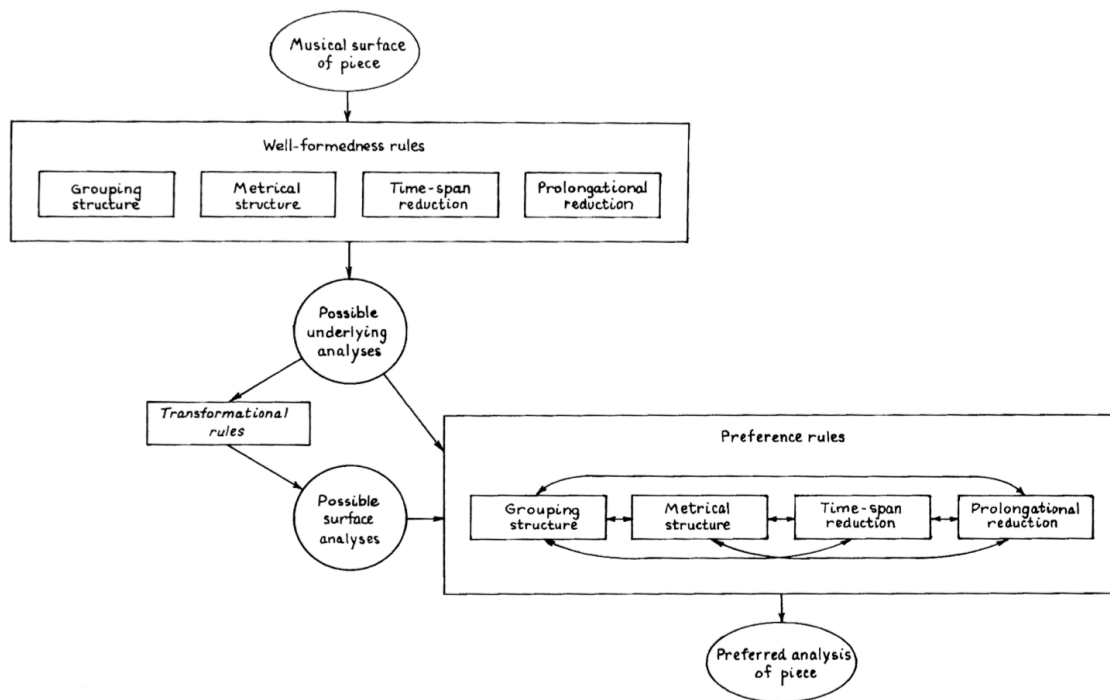 Musical surface
of piece
Well-formedness rules
Grouping
structure
Metrical
structure
Time-span
reduction
Prolongational
reduction
Possible
underlying
analyses
Transformational
rules
Possible
surface
analyses
Preference rules
Grouping
structure
Metrical
structure
Time-span
reduction
Prolongational
reduction
Preferred analysis
of piece